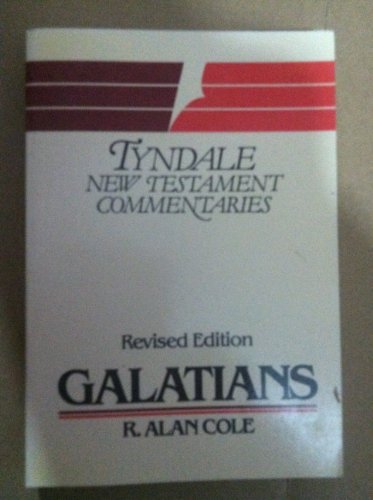 TYNDALE
NEW TESTAMENT
COMMENTARIES
Revised Edition
GALATIANS
R. ALAN COLE